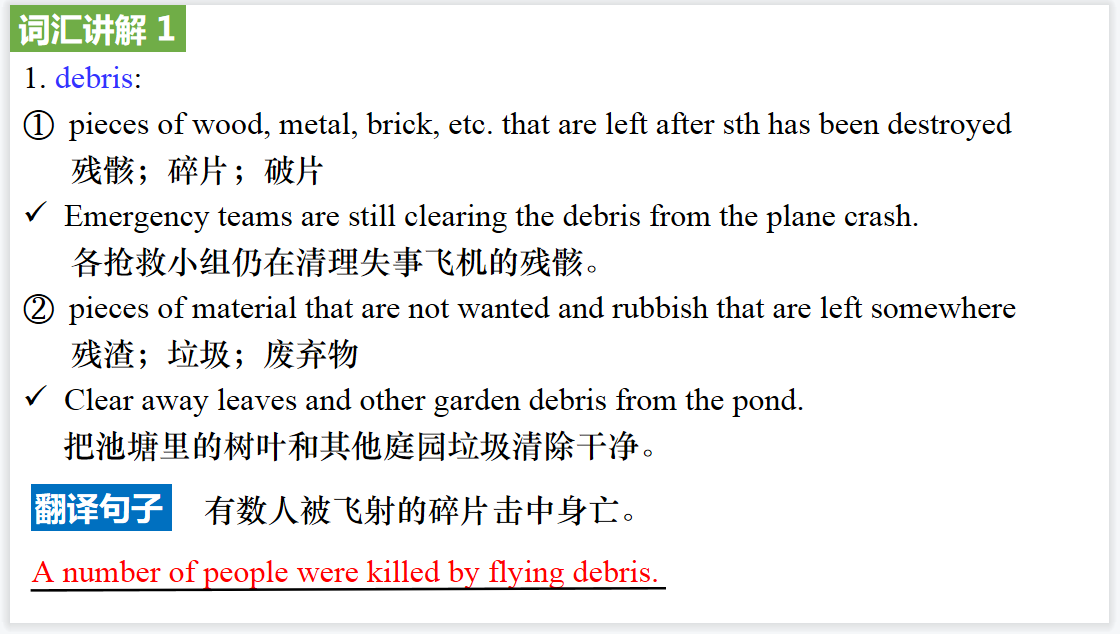 词汇讲解 1
1. debris:
① pieces of wood, metal, brick, etc. that are left after sth has been destroyed
残骸；碎片；破片
✓ Emergency teams are still clearing the debris from the plane crash.
各抢救小组仍在清理失事飞机的残骸。
② pieces of material that are not wanted and rubbish that are left somewhere
残渣；垃圾；废弃物
✓ Clear away leaves and other garden debris from the pond.
把池塘里的树叶和其他庭园垃圾清除干净。
翻译句子 有数人被飞射的碎片击中身亡。
A number of people were killed by flying debris.